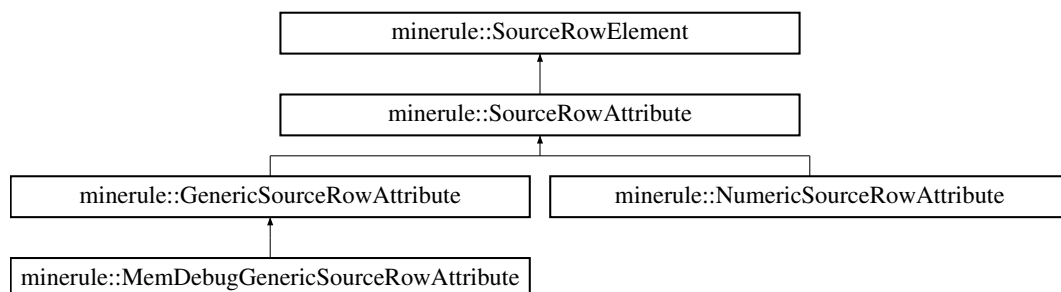 minerule::SourceRowElement
minerule::SourceRowAttribute
minerule::GenericSourceRowAttribute
minerule::NumericSourceRowAttribute
minerule::MemDebugGenericSourceRowAttribute